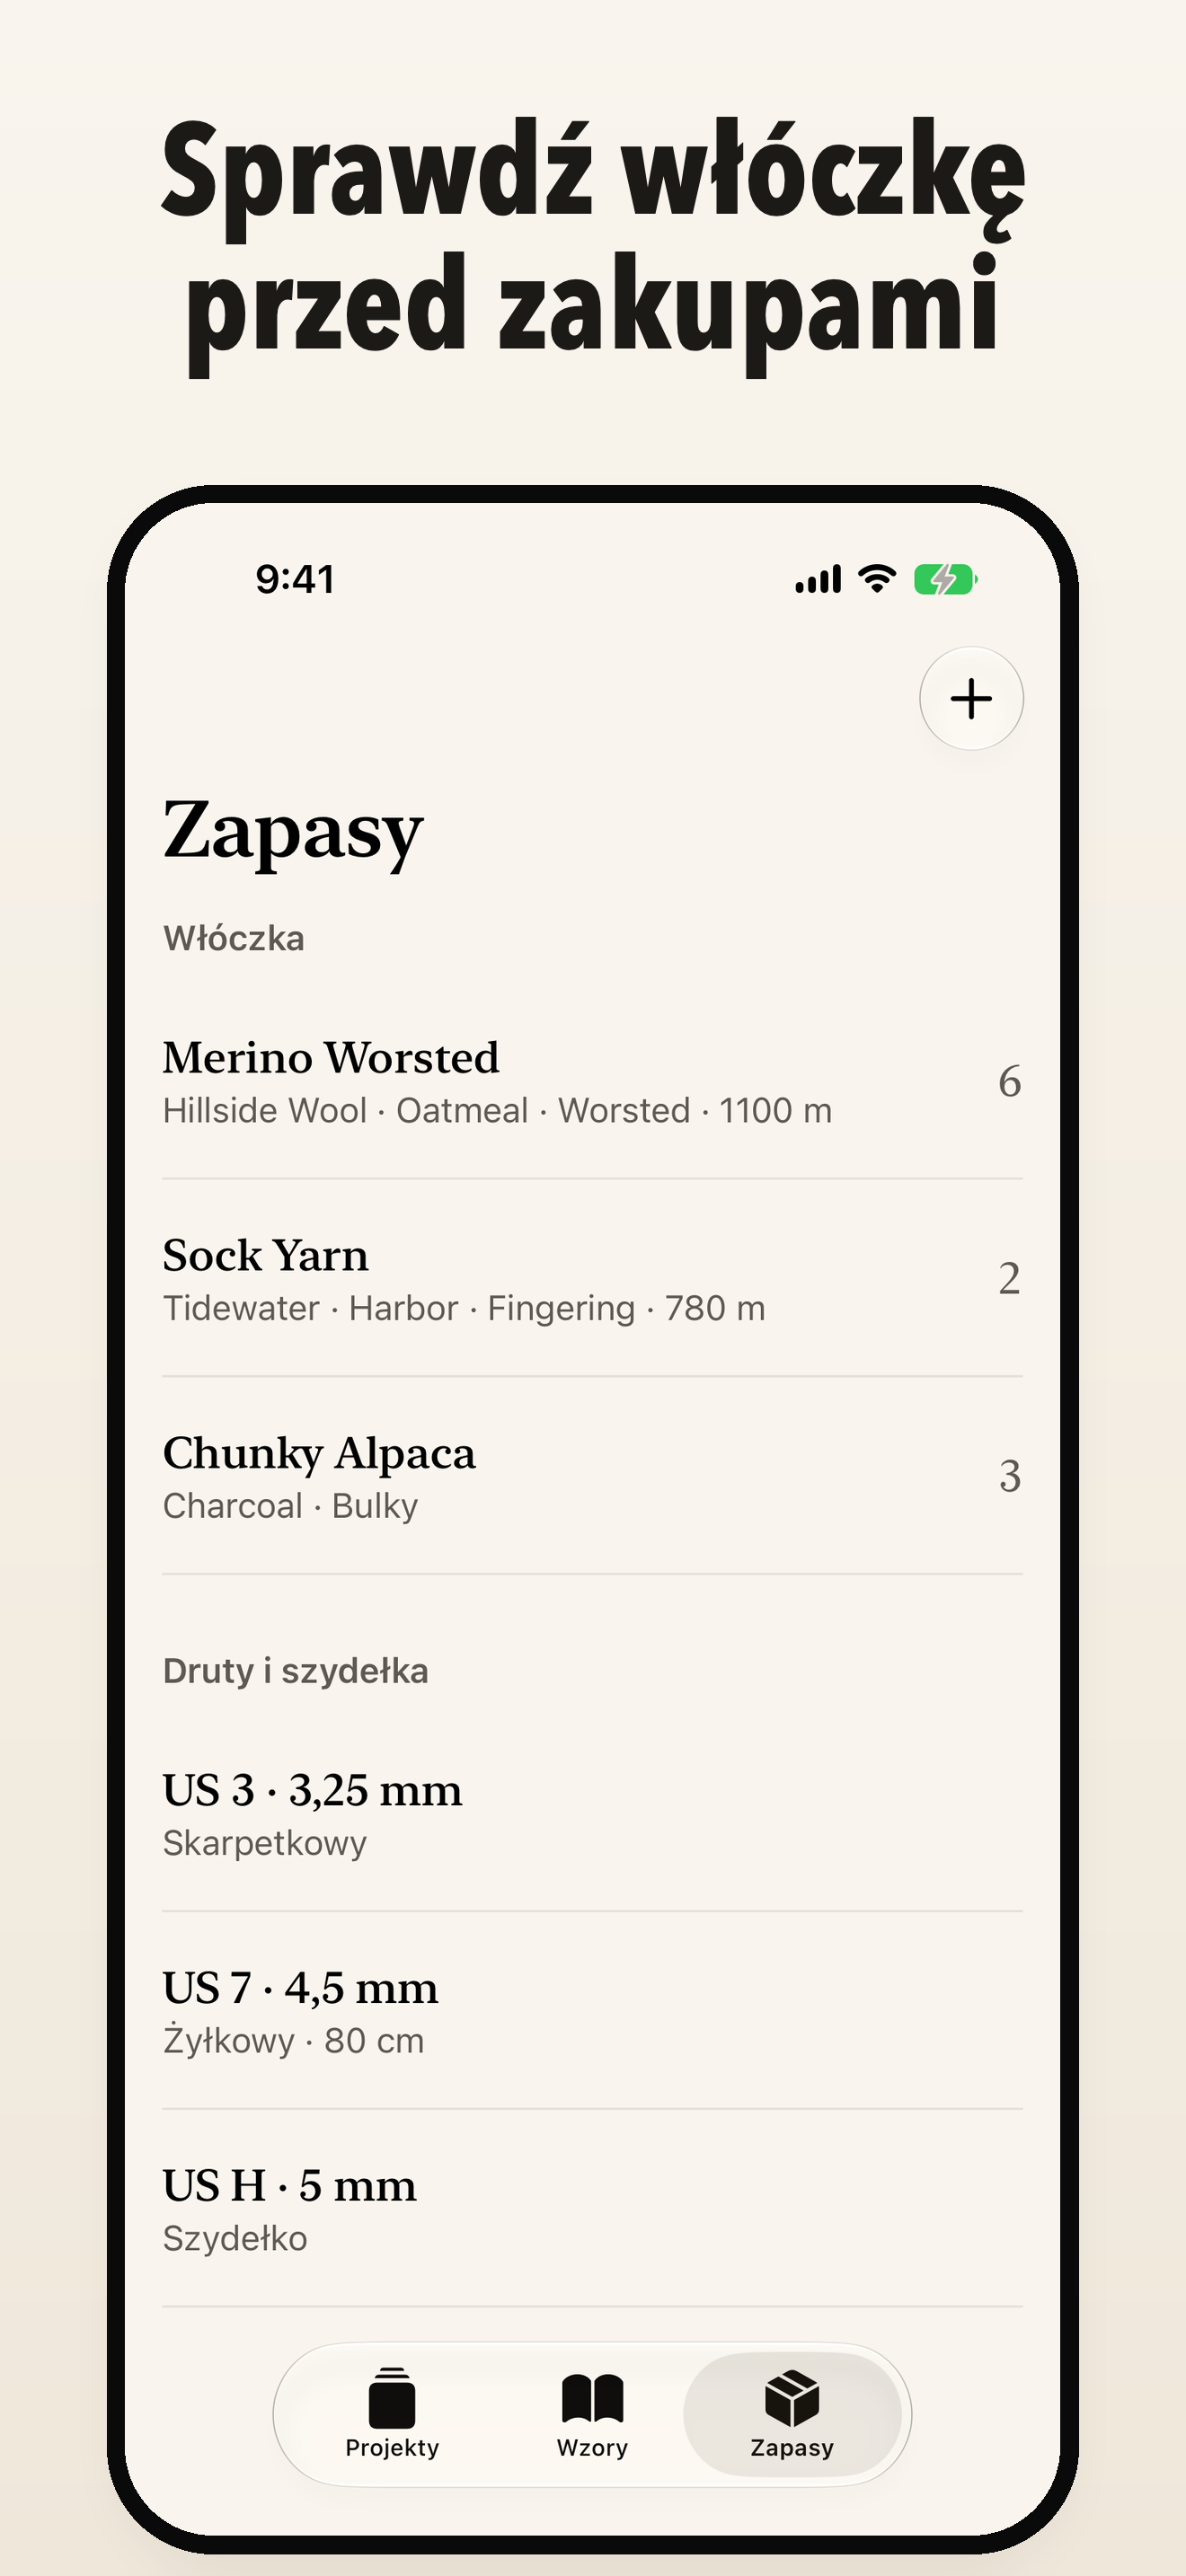 Sprawdź włóczkę
przed zakupami
9:41
Zapasy
Włóczka
Merino Worsted
Hillside Wool · Oatmeal · Worsted · 1100 m
6
Sock Yarn
Tidewater · Harbor · Fingering · 780 m
2
Chunky Alpaca
Charcoal · Bulky
3
Druty i szydełka
US 3 · 3,25 mm
Skarpetkowy
US 7 · 4,5 mm
Żyłkowy · 80 cm
US H · 5 mm
Szydełko
Projekty
Wzory
Zapasy